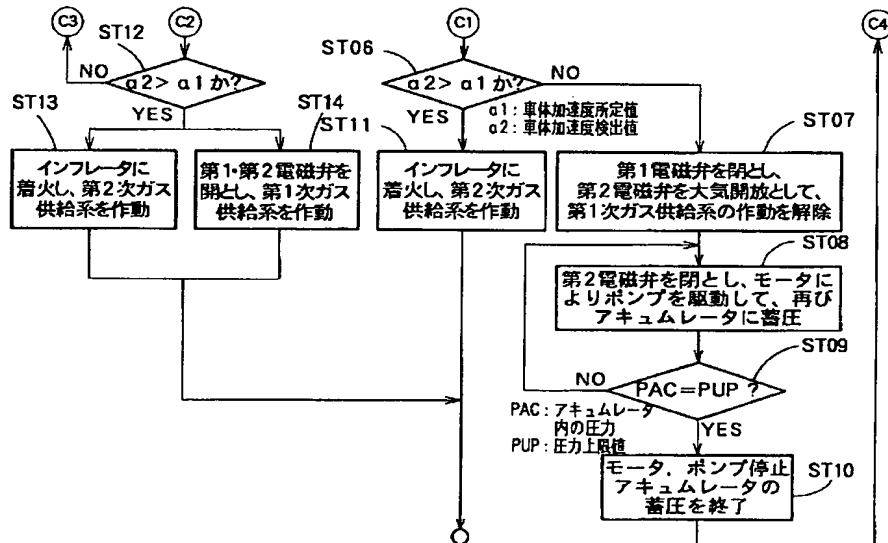 C3
C2
ST12
α2>α1か?
NO
YES
ST13
インフレータに
着火し、第2次ガス
供給系を作動
ST14
第1・第2電磁弁を
開とし、第1次ガス
供給系を作動
C1
ST06
α2>α1か?
NO
YES
α1:車体加速度所定値
α2:車体加速度検出値
ST11
インフレータに
着火し、第2次ガス
供給系を作動
ST07
第1電磁弁を閉とし、
第2電磁弁を大気開放として、
第1次ガス供給系の作動を解除
ST08
第2電磁弁を閉とし、モータに
よりポンプを駆動して、再び
アキュムレータに蓄圧
ST09
PAC=PUP ?
NO
YES
PAC:アキュムレータ
内の圧力
PUP:圧力上限値
ST10
モータ、ポンプ停止
アキュムレータの
蓄圧を終了
C4